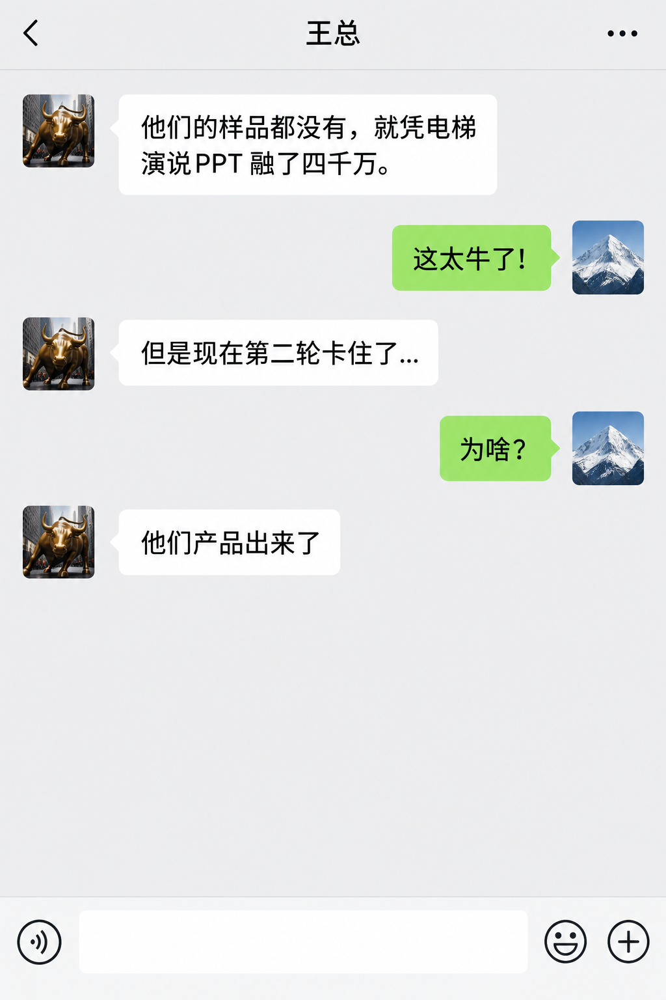 王总
他们的样品都没有，就凭电梯
演说PPT 融了四千万。
这太牛了！
但是现在第二轮卡住了...
为啥？
他们产品出来了